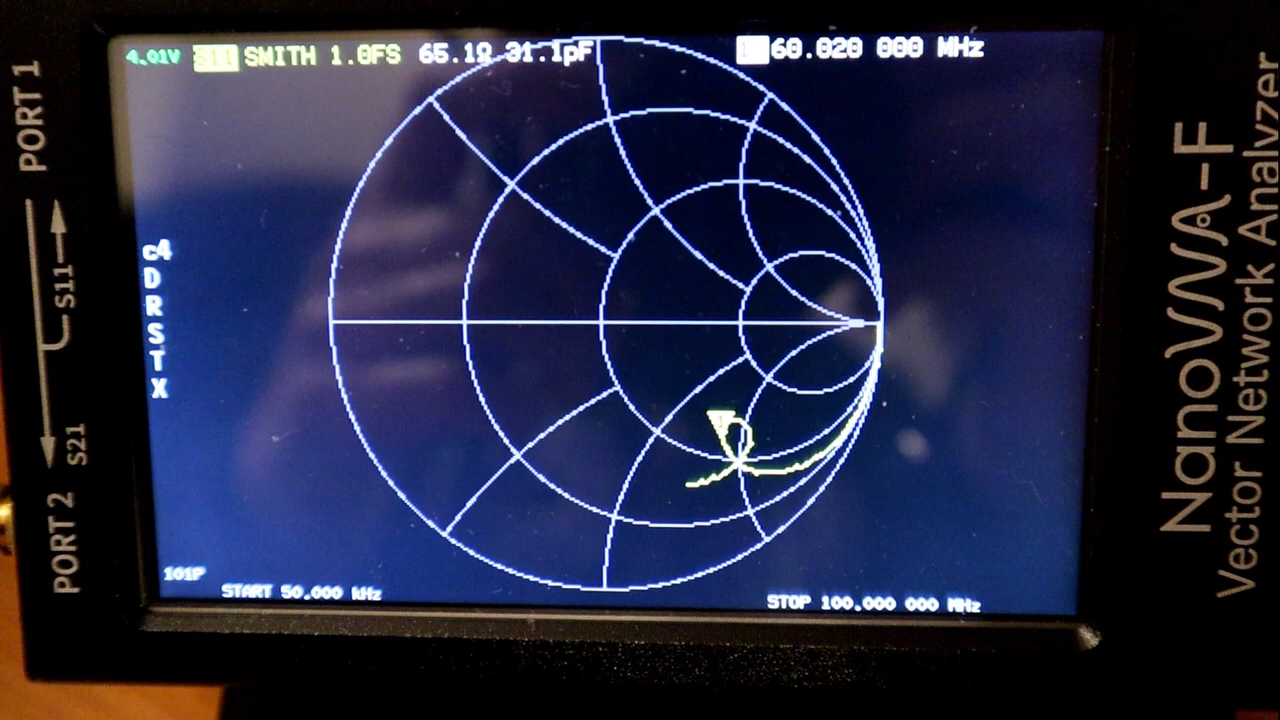 4.01V S11 SMITH 1.0FS 65.1Ω 31.1pF 1 60.020 000 MHz
c4
D
R
S
T
X
101P
START 50.000 kHz
STOP 100.000 000 MHz
PORT 1
S11
S21
PORT 2
NanoVNA-F
Vector Network Analyzer